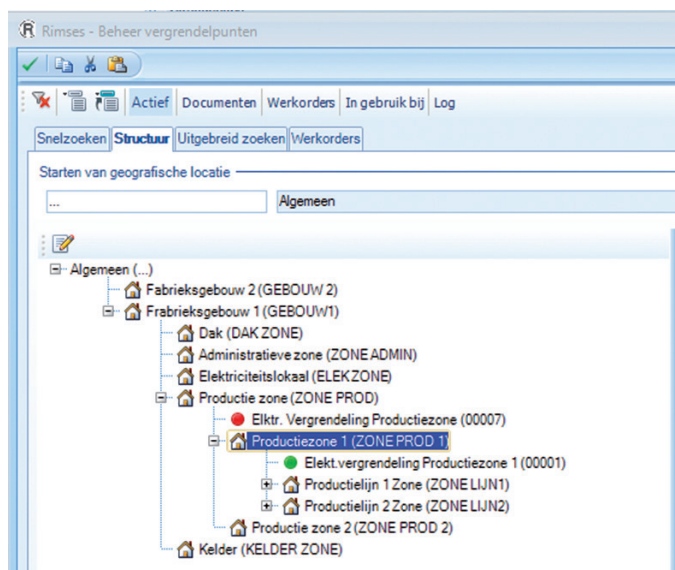 Rimses - Beheer vergrendelpunten
Actief Documenten Werkorders In gebruik bij Log
Snelzoeken Structuur Uitgebreid zoeken Werkorders
Starten van geografische locatie
... Algemeen
Algemeen (...)
Fabrieksgebouw 2 (GEBOUW 2)
Frabrieksgebouw 1 (GEBOUW1)
Dak (DAK ZONE)
Administratieve zone (ZONE ADMIN)
Elektriciteitslokaal (ELEK ZONE)
Productie zone (ZONE PROD)
Elktr. Vergrendeling Productiezone (00007)
Productiezone 1 (ZONE PROD 1)
Elekt.vergrendeling Productiezone 1 (00001)
Productielijn 1 Zone (ZONE LIJN1)
Productielijn 2 Zone (ZONE LIJN2)
Productie zone 2 (ZONE PROD 2)
Kelder (KELDER ZONE)